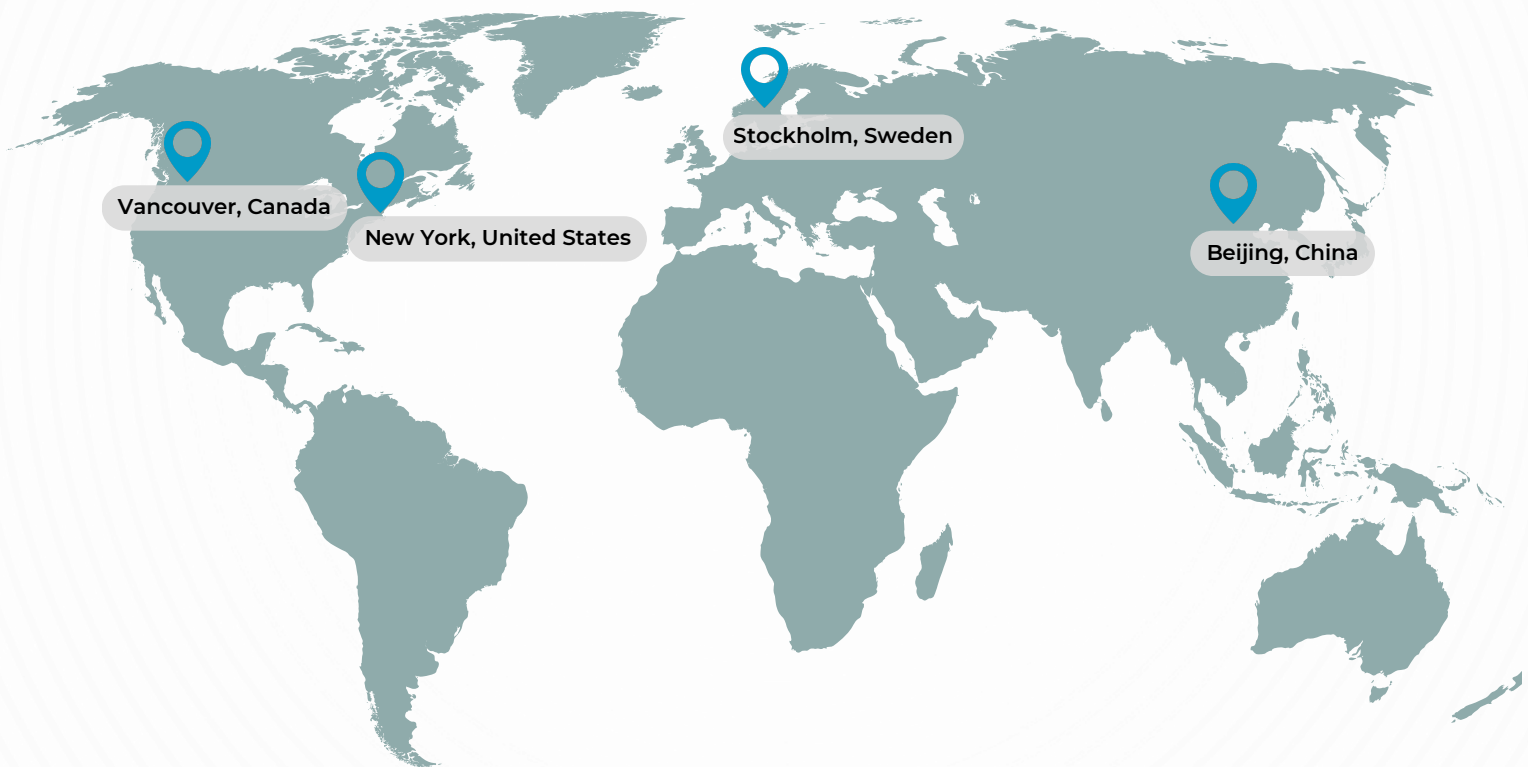 Stockholm, Sweden
Vancouver, Canada
New York, United States
Beijing, China